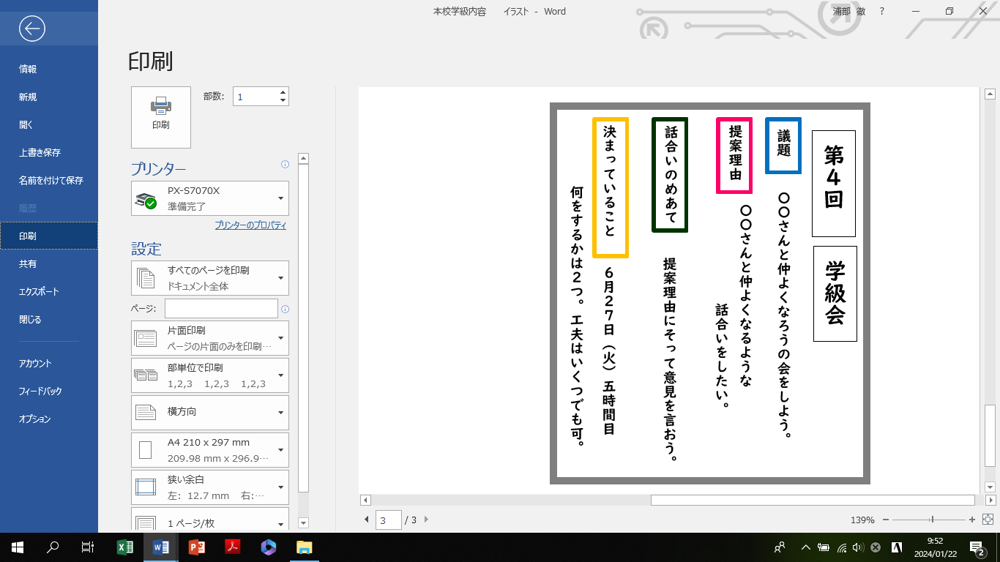 本校学級内容　イラスト - Word
浦部 徹
?
印刷
情報
新規
開く
上書き保存
名前を付けて保存
履歴
印刷
共有
エクスポート
閉じる
アカウント
フィードバック
オプション
印刷
部数: 1
プリンター
PX-S7070X
準備完了
プリンターのプロパティ
設定
すべてのページを印刷
ドキュメント全体
ページ:
片面印刷
ページの片面のみを印刷…
部単位で印刷
1,2,3 1,2,3 1,2,3
横方向
A4 210 x 297 mm
209.98 mm x 296.9…
狭い余白
左: 12.7 mm 右:…
1 ページ/枚
第4回
学級会
議題
〇〇さんと仲よくなろうの会をしよう。
提案理由
〇〇さんと仲よくなるような
話合いをしたい。
話合いのめあて
提案理由にそって意見を言おう。
決まっていること
6月27日（火）五時間目
何をするかは2つ。工夫はいくつでも可。
3 / 3
139%
9:52
2024/01/22
2